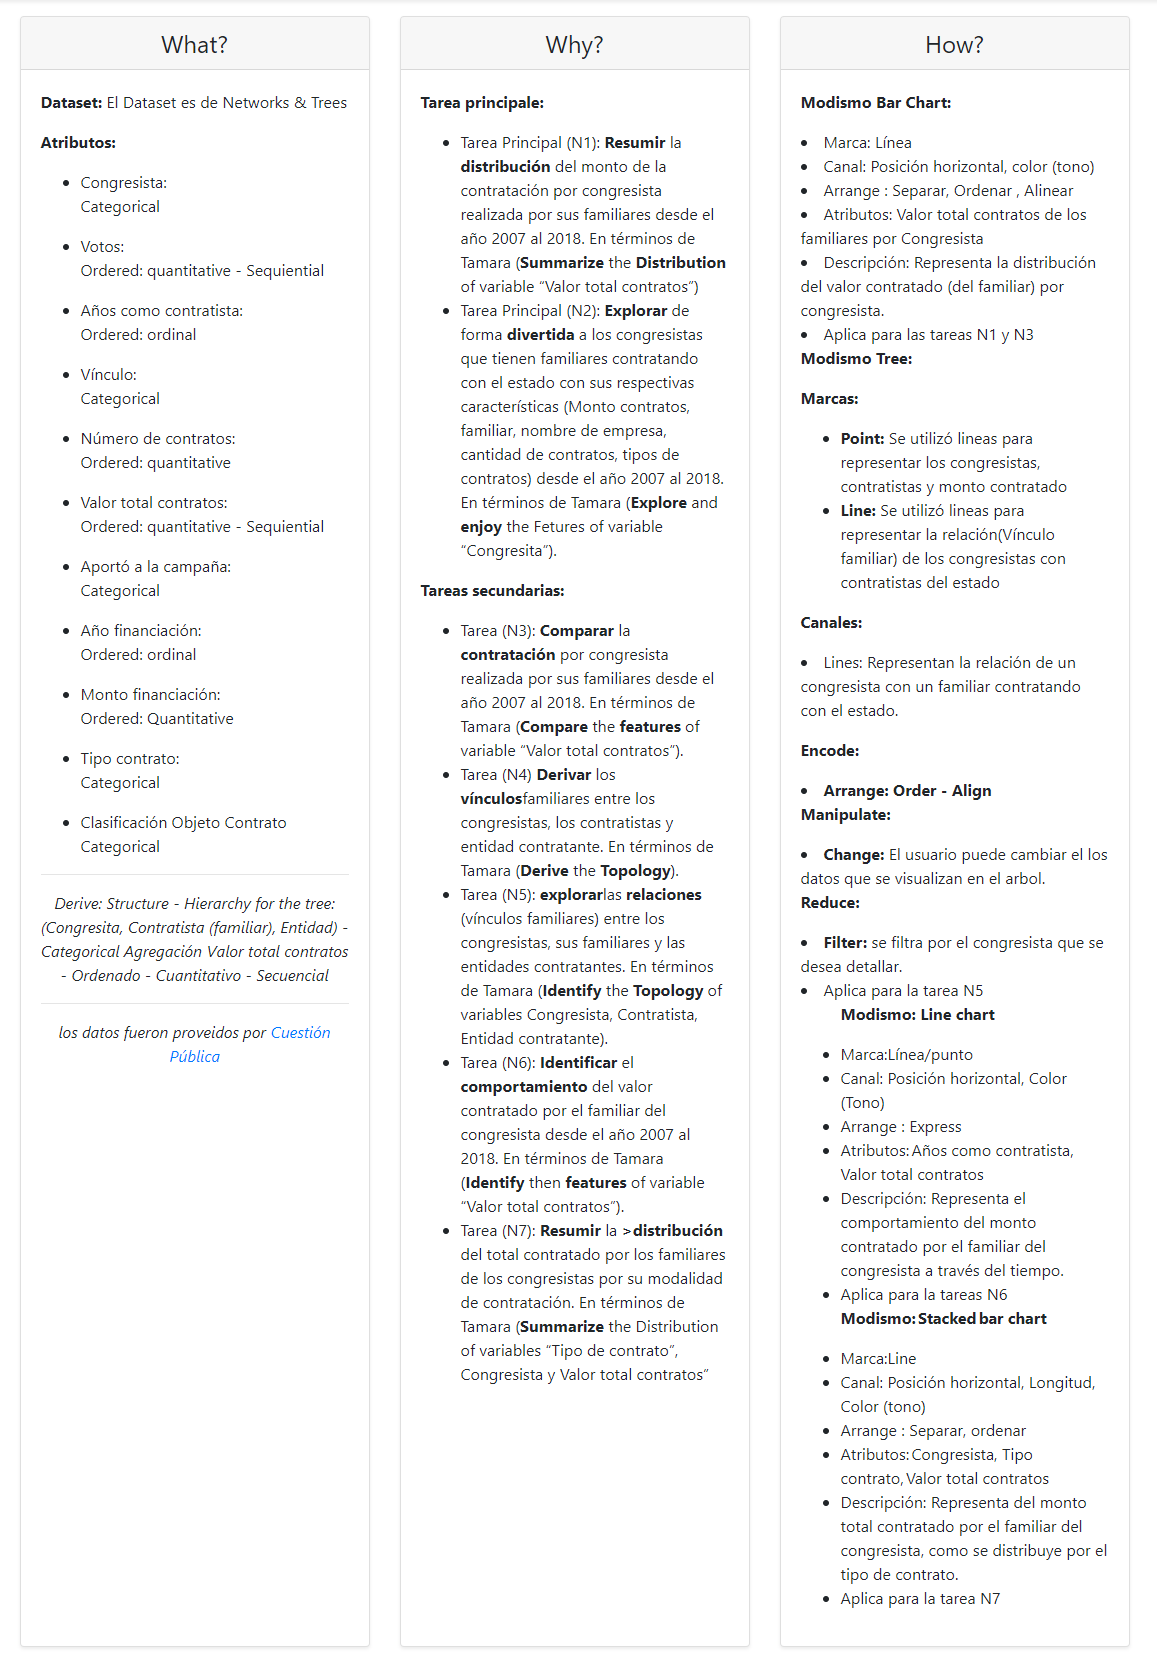 What?
Dataset: El Dataset es de Networks & Trees
Atributos:
Congresista:
Categorical
Votos:
Ordered: quantitative - Sequiential
Años como contratista:
Ordered: ordinal
Vínculo:
Categorical
Número de contratos:
Ordered: quantitative
Valor total contratos:
Ordered: quantitative - Sequiential
Aportó a la campaña:
Categorical
Año financiación:
Ordered: ordinal
Monto financiación:
Ordered: Quantitative
Tipo contrato:
Categorical
Clasificación Objeto Contrato
Categorical
Derive: Structure - Hierarchy for the tree:
(Congresita, Contratista (familiar), Entidad) -
Categorical Agregación Valor total contratos
- Ordenado - Cuantitativo - Secuencial
los datos fueron proveidos por Cuestión
Pública
Why?
Tarea principale:
Tarea Principal (N1): Resumir la
distribución del monto de la
contratación por congresista
realizada por sus familiares desde el
año 2007 al 2018. En términos de
Tamara (Summarize the Distribution
of variable “Valor total contratos”)
Tarea Principal (N2): Explorar de
forma divertida a los congresistas
que tienen familiares contratando
con el estado con sus respectivas
características (Monto contratos,
familiar, nombre de empresa,
cantidad de contratos, tipos de
contratos) desde el año 2007 al 2018.
En términos de Tamara (Explore and
enjoy the Fetures of variable
“Congresita”).
Tareas secundarias:
Tarea (N3): Comparar la
contratación por congresista
realizada por sus familiares desde el
año 2007 al 2018. En términos de
Tamara (Compare the features of
variable “Valor total contratos”).
Tarea (N4) Derivar los
vínculosfamiliares entre los
congresistas, los contratistas y
entidad contratante. En términos de
Tamara (Derive the Topology).
Tarea (N5): explorarlas relaciones
(vínculos familiares) entre los
congresistas, sus familiares y las
entidades contratantes. En términos
de Tamara (Identify the Topology of
variables Congresista, Contratista,
Entidad contratante).
Tarea (N6): Identificar el
comportamiento del valor
contratado por el familiar del
congresista desde el año 2007 al
2018. En términos de Tamara
(Identify then features of variable
“Valor total contratos”).
Tarea (N7): Resumir la >distribución
del total contratado por los familiares
de los congresistas por su modalidad
de contratación. En términos de
Tamara (Summarize the Distribution
of variables “Tipo de contrato”,
Congresista y Valor total contratos”
How?
Modismo Bar Chart:
Marca: Línea
Canal: Posición horizontal, color (tono)
Arrange : Separar, Ordenar , Alinear
Atributos: Valor total contratos de los
familiares por Congresista
Descripción: Representa la distribución
del valor contratado (del familiar) por
congresista.
Aplica para las tareas N1 y N3
Modismo Tree:
Marcas:
Point: Se utilizó lineas para
representar los congresistas,
contratistas y monto contratado
Line: Se utilizó lineas para
representar la relación(Vínculo
familiar) de los congresistas con
contratistas del estado
Canales:
Lines: Representan la relación de un
congresista con un familiar contratando
con el estado.
Encode:
Arrange: Order - Align
Manipulate:
Change: El usuario puede cambiar el los
datos que se visualizan en el arbol.
Reduce:
Filter: se filtra por el congresista que se
desea detallar.
Aplica para la tarea N5
Modismo: Line chart
Marca:Línea/punto
Canal: Posición horizontal, Color
(Tono)
Arrange : Express
Atributos: Años como contratista,
Valor total contratos
Descripción: Representa el
comportamiento del monto
contratado por el familiar del
congresista a través del tiempo.
Aplica para la tareas N6
Modismo: Stacked bar chart
Marca:Line
Canal: Posición horizontal, Longitud,
Color (tono)
Arrange : Separar, ordenar
Atributos: Congresista, Tipo
contrato, Valor total contratos
Descripción: Representa del monto
total contratado por el familiar del
congresista, como se distribuye por el
tipo de contrato.
Aplica para la tarea N7